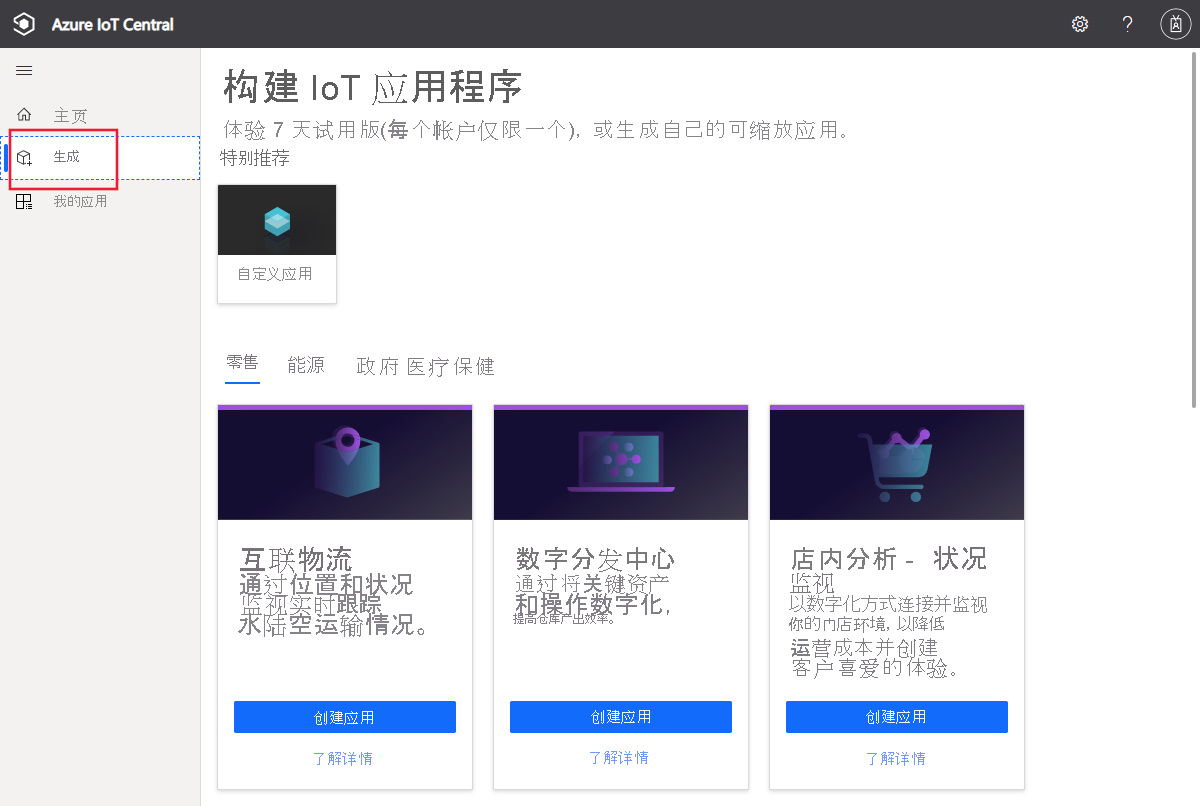 Azure IoT Central
?
主页
生成
我的应用
构建 IoT 应用程序
体验 7 天试用版(每个帐户仅限一个)，或生成自己的可缩放应用。
特别推荐
自定义应用
零售 能源 政府 医疗保健
互联物流
通过位置和状况
监视实时跟踪
水陆空运输情况。
创建应用
了解详情
数字分发中心
通过将关键资产
和操作数字化,
提高仓库产出效率。
创建应用
了解详情
店内分析 - 状况
监视
以数字化方式连接并监视
你的门店环境, 以降低
运营成本并创建
客户喜爱的体验。
创建应用
了解详情